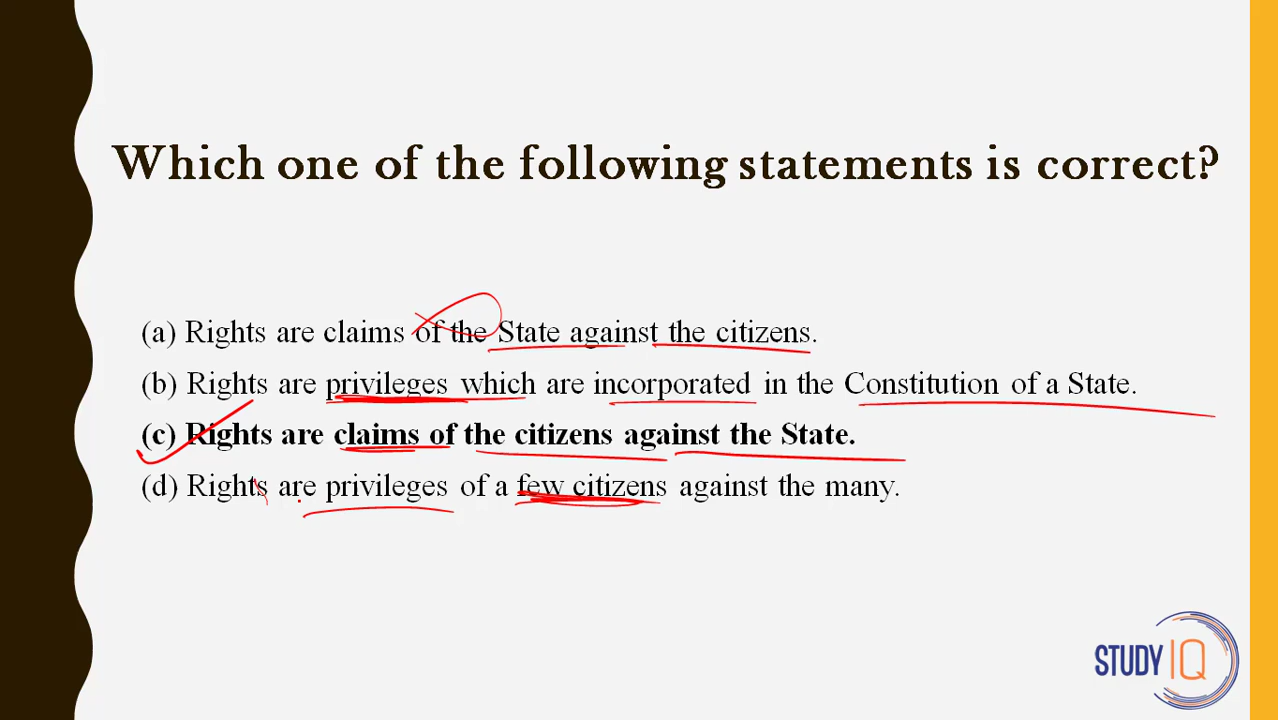 Which one of the following statements is correct?
(a) Rights are claims of the State against the citizens.
(b) Rights are privileges which are incorporated in the Constitution of a State.
(c) Rights are claims of the citizens against the State.
(d) Rights are privileges of a few citizens against the many.
STUDY IQ